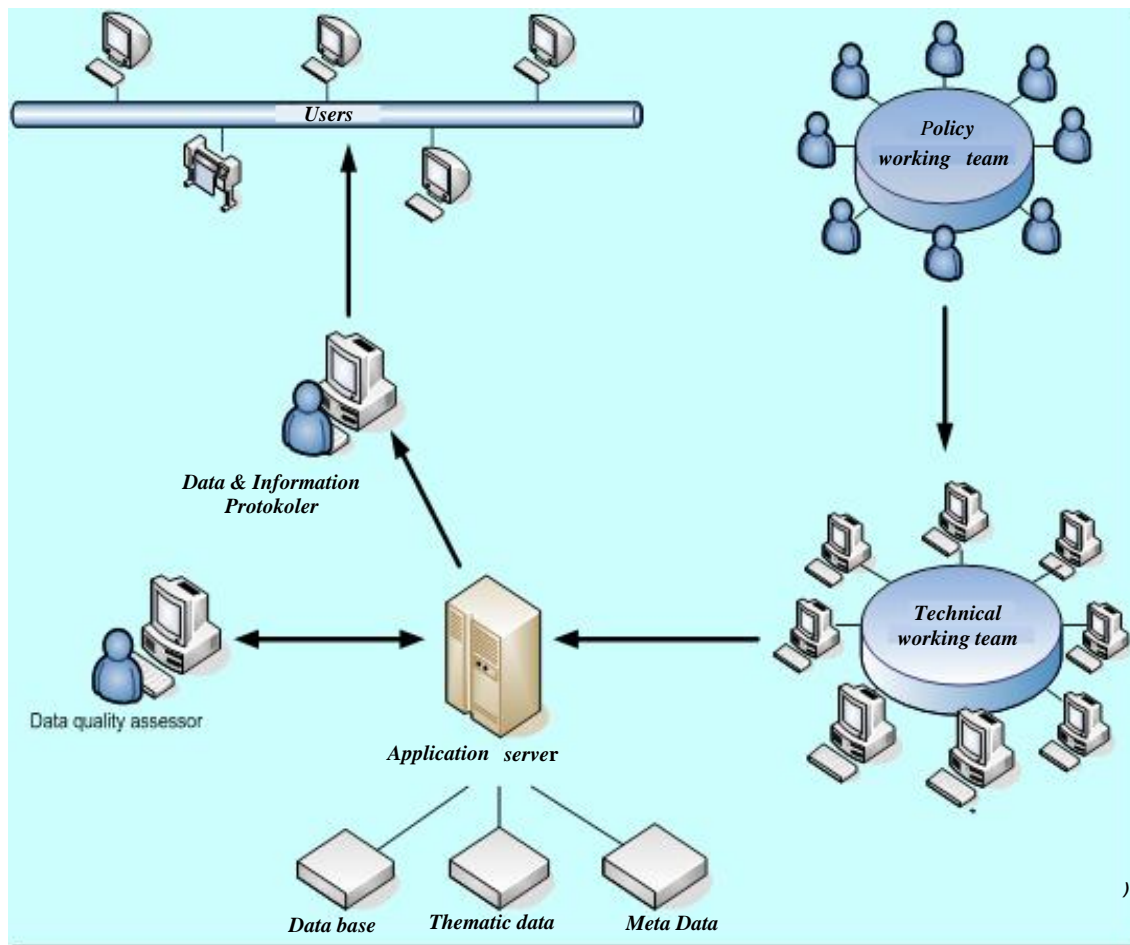 Users
Policy
working team
Data & Information
Protokoler
Technical
working team
Data quality assessor
Application server
Data base
Thematic data
Meta Data
)